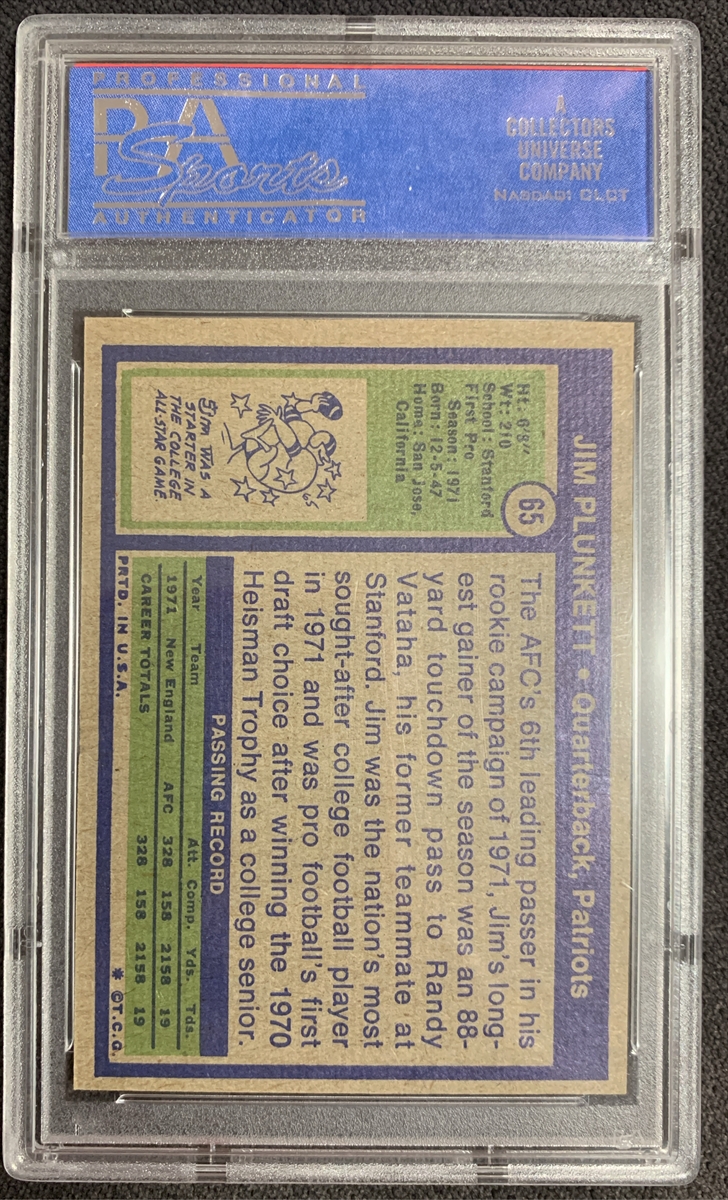 PROFESSIONAL
PSA
Sports
AUTHENTICATOR
A
COLLECTORS
UNIVERSE
COMPANY
NASDAQ: CLCT
JIM PLUNKETT • Quarterback, Patriots
65
Ht: 6'3"
Wt: 210
School: Stanford
First Pro
Season: 1971
Born: 12-5-47
Home: San Jose,
California
JIM WAS A
STARTER IN
THE COLLEGE
ALL-STAR GAME.
65
The AFC's 6th leading passer in his
rookie campaign of 1971, Jim's long-
est gainer of the season was an 88-
yard touchdown pass to Randy
Vataha, his former teammate at
Stanford. Jim was the nation's most
sought-after college football player
in 1971 and was pro football's first
draft choice after winning the 1970
Heisman Trophy as a college senior.
PASSING RECORD
Year Team Att. Comp. Yds. Tds.
1971 New England AFC 328 158 2158 19
CAREER TOTALS 328 158 2158 19
PRTD. IN U.S.A. * ©T.C.G.